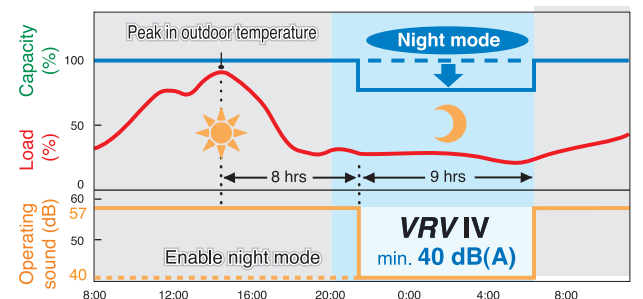 Peak in outdoor temperature
Night mode
Capacity
(%)
100
50
Load
(%)
0
8 hrs
9 hrs
60
57
50
40
Operating
sound (dB)
VRV IV
min. 40 dB(A)
Enable night mode
8:00
12:00
16:00
20:00
0:00
4:00
8:00